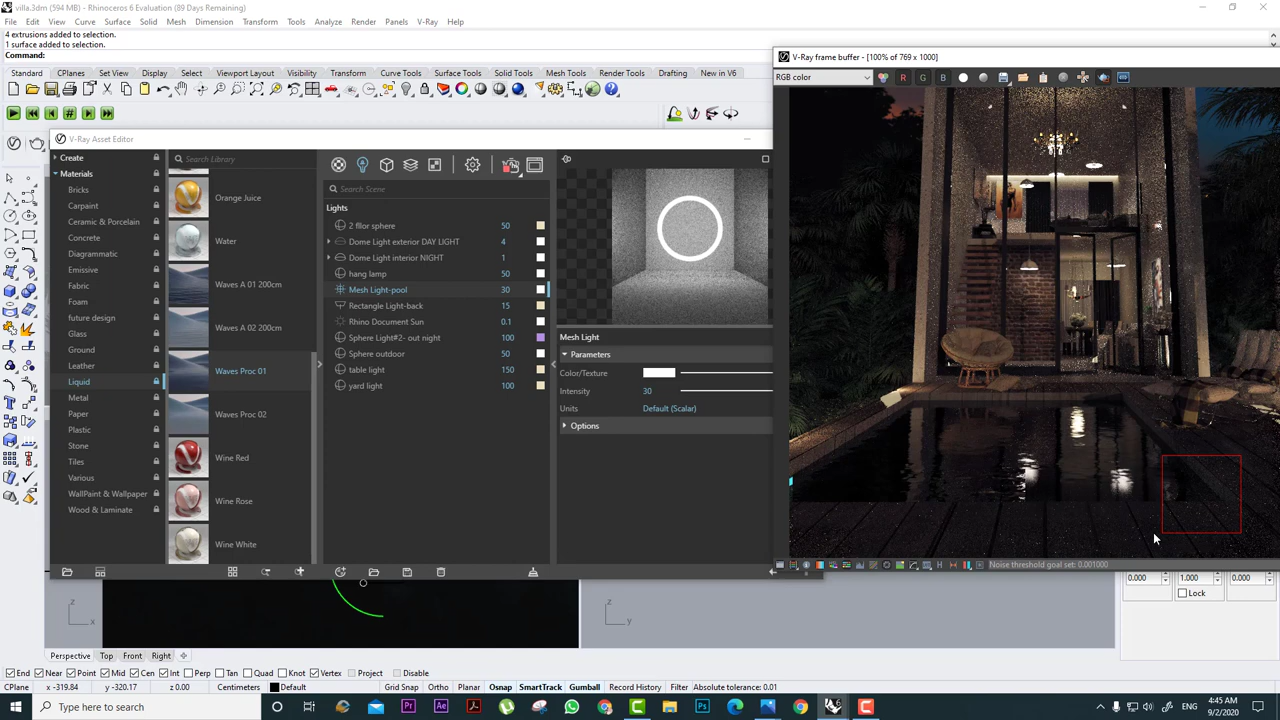 villa.3dm (594 MB) - Rhinoceros 6 Evaluation (89 Days Remaining)
File Edit View Curve Surface Solid Mesh Dimension Transform Tools Analyze Render Panels V-Ray Help
4 extrusions added to selection.
1 surface added to selection.
Command:
Standard CPlanes Set View Display Select Viewport Layout Visibility Transform Curve Tools Surface Tools Solid Tools Mesh Tools Render Tools Drafting New in V6
V-Ray frame buffer - [100% of 769 x 1000]
RGB color
R G B
V-Ray Asset Editor
Create
Materials
Bricks
Carpaint
Ceramic & Porcelain
Concrete
Diagrammatic
Emissive
Fabric
Foam
future design
Glass
Ground
Leather
Liquid
Metal
Paper
Plastic
Stone
Tiles
Various
WallPaint & Wallpaper
Wood & Laminate
Search Library
Orange Juice
Water
Waves A 01 200cm
Waves A 02 200cm
Waves Proc 01
Waves Proc 02
Wine Red
Wine Rose
Wine White
Search Scene
Lights
2 fllor sphere 50
Dome Light exterior DAY LIGHT 4
Dome Light interior NIGHT 1
hang lamp 50
Mesh Light-pool 30
Rectangle Light-back 15
Rhino Document Sun 0.1
Sphere Light#2- out night 100
Sphere outdoor 50
table light 150
yard light 100
Mesh Light
Parameters
Color/Texture
Intensity 30
Units Default (Scalar)
Options
Noise threshold goal set: 0.001000
0.000 1.000 0.000
Lock
z x
z y
Perspective Top Front Right
End Near Point Mid Cen Int Perp Tan Quad Knot Vertex Project Disable
CPlane x -319.84 y -320.17 z 0.00 Centimeters Default Grid Snap Ortho Planar Osnap SmartTrack Gumball Record History Filter Absolute tolerance: 0.01
Type here to search
4:45 AM
9/2/2020